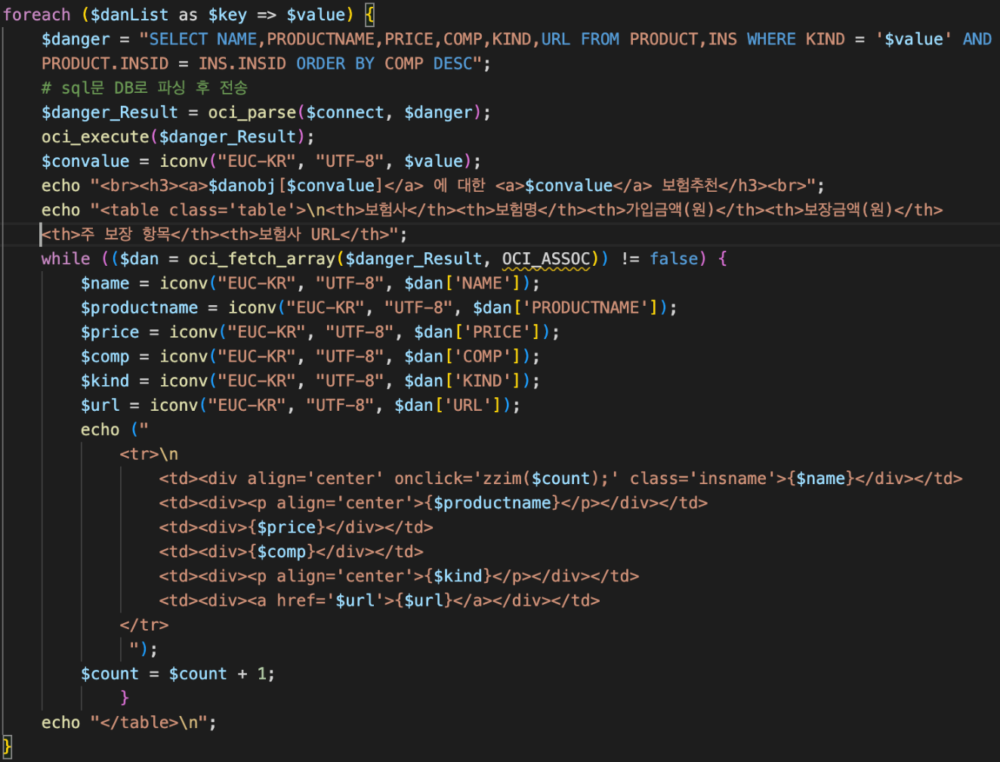 foreach ($danList as $key => $value) {
    $danger = "SELECT NAME,PRODUCTNAME,PRICE,COMP,KIND,URL FROM PRODUCT,INS WHERE KIND = '$value' AND
    PRODUCT.INSID = INS.INSID ORDER BY COMP DESC";
    # sql문 DB로 파싱 후 전송
    $danger_Result = oci_parse($connect, $danger);
    oci_execute($danger_Result);
    $convalue = iconv("EUC-KR", "UTF-8", $value);
    echo "<br><h3><a>$danobj[$convalue]</a> 에 대한 <a>$convalue</a> 보험추천</h3><br>";
    echo "<table class='table'>\n<th>보험사</th><th>보험명</th><th>가입금액(원)</th><th>보장금액(원)</th>
    <th>주 보장 항목</th><th>보험사 URL</th>";
    while (($dan = oci_fetch_array($danger_Result, OCI_ASSOC)) != false) {
        $name = iconv("EUC-KR", "UTF-8", $dan['NAME']);
        $productname = iconv("EUC-KR", "UTF-8", $dan['PRODUCTNAME']);
        $price = iconv("EUC-KR", "UTF-8", $dan['PRICE']);
        $comp = iconv("EUC-KR", "UTF-8", $dan['COMP']);
        $kind = iconv("EUC-KR", "UTF-8", $dan['KIND']);
        $url = iconv("EUC-KR", "UTF-8", $dan['URL']);
        echo ("
            <tr>\n
                <td><div align='center' onclick='zzim($count);' class='insname'>{$name}</div></td>
                <td><div><p align='center'>{$productname}</p></div></td>
                <td><div>{$price}</div></td>
                <td><div>{$comp}</div></td>
                <td><div><p align='center'>{$kind}</p></div></td>
                <td><div><a href='$url'>{$url}</a></div></td>
            </tr>
             ");
        $count = $count + 1;
            }
    echo "</table>\n";
}